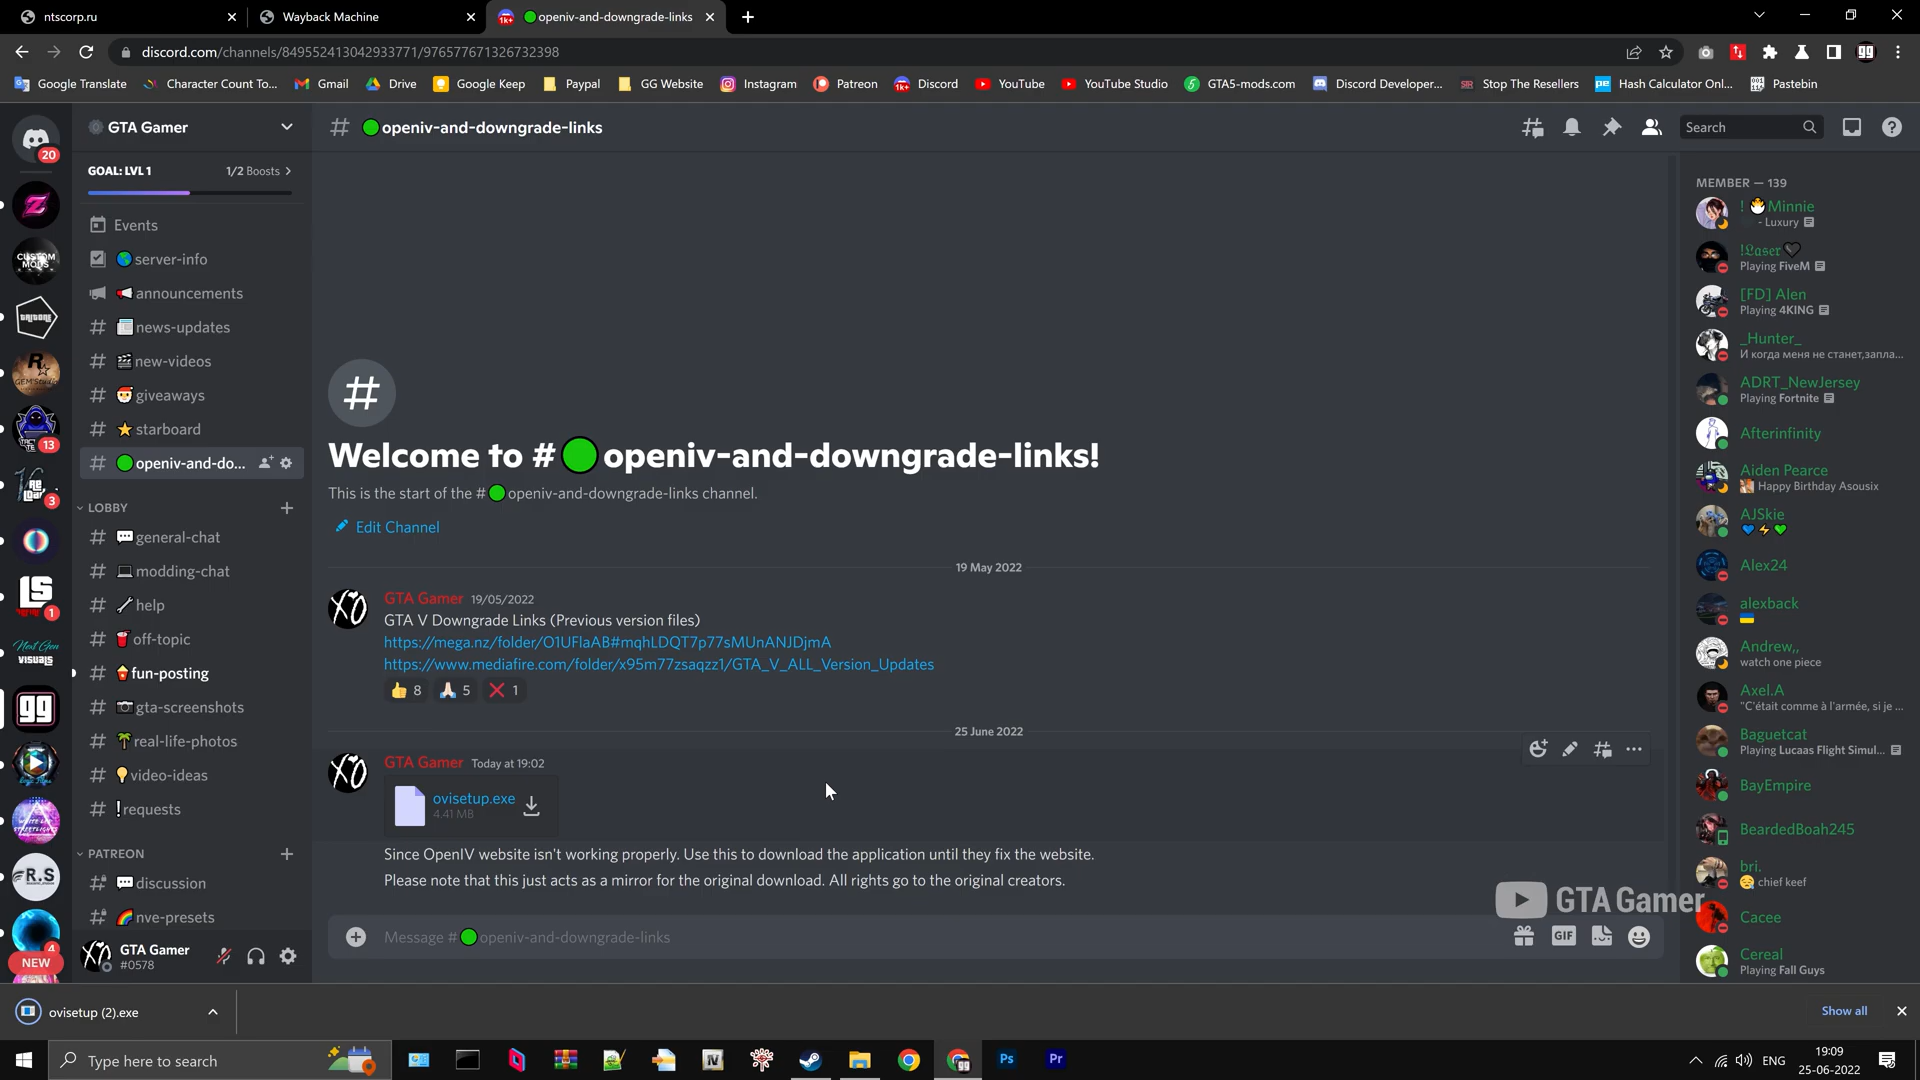 ntscorp.ru
Wayback Machine
openiv-and-downgrade-links
discord.com/channels/849552413042933771/976577671326732398
Google Translate
Character Count To...
Gmail
Drive
Google Keep
Paypal
GG Website
Instagram
Patreon
Discord
YouTube
YouTube Studio
GTA5-mods.com
Discord Developer...
Stop The Resellers
Hash Calculator Onl...
Pastebin
GTA Gamer
openiv-and-downgrade-links
Search
GOAL: LVL 1
1/2 Boosts
Events
server-info
announcements
news-updates
new-videos
giveaways
starboard
openiv-and-do...
LOBBY
general-chat
modding-chat
help
off-topic
fun-posting
gta-screenshots
real-life-photos
video-ideas
requests
PATREON
discussion
nve-presets
GTA Gamer
#0578
20
CUSTOM MODS
13
3
1
4
NEW
Welcome to # openiv-and-downgrade-links!
This is the start of the # openiv-and-downgrade-links channel.
Edit Channel
19 May 2022
GTA Gamer 19/05/2022
GTA V Downgrade Links (Previous version files)
https://mega.nz/folder/O1UFlaAB#mqhLDQT7p77sMUnANJDjmA
https://www.mediafire.com/folder/x95m77zsaqzz1/GTA_V_ALL_Version_Updates
8 5 1
25 June 2022
GTA Gamer Today at 19:02
ovisetup.exe
4.41 MB
Since OpenIV website isn't working properly. Use this to download the application until they fix the website.
Please note that this just acts as a mirror for the original download. All rights go to the original creators.
Message # openiv-and-downgrade-links
GIF
GTA Gamer
MEMBER — 139
! Minnie
- Luxury
!𝔏𝔞𝔰𝔢𝔯
Playing FiveM
[FD] Alen
Playing 4KING
_Hunter_
И когда меня не станет,запла...
ADRT_NewJersey
Playing Fortnite
Afterinfinity
Aiden Pearce
Happy Birthday Asousix
AJSkie
Alex24
alexback
Andrew,,
watch one piece
Axel.A
"C'était comme à l'armée, si je ...
Baguetcat
Playing Lucaas Flight Simul...
BayEmpire
BeardedBoah245
bri.
chief keef
Cacee
Cereal
Playing Fall Guys
ovisetup (2).exe
Show all
Type here to search
Ps
Pr
ENG
19:09
25-06-2022